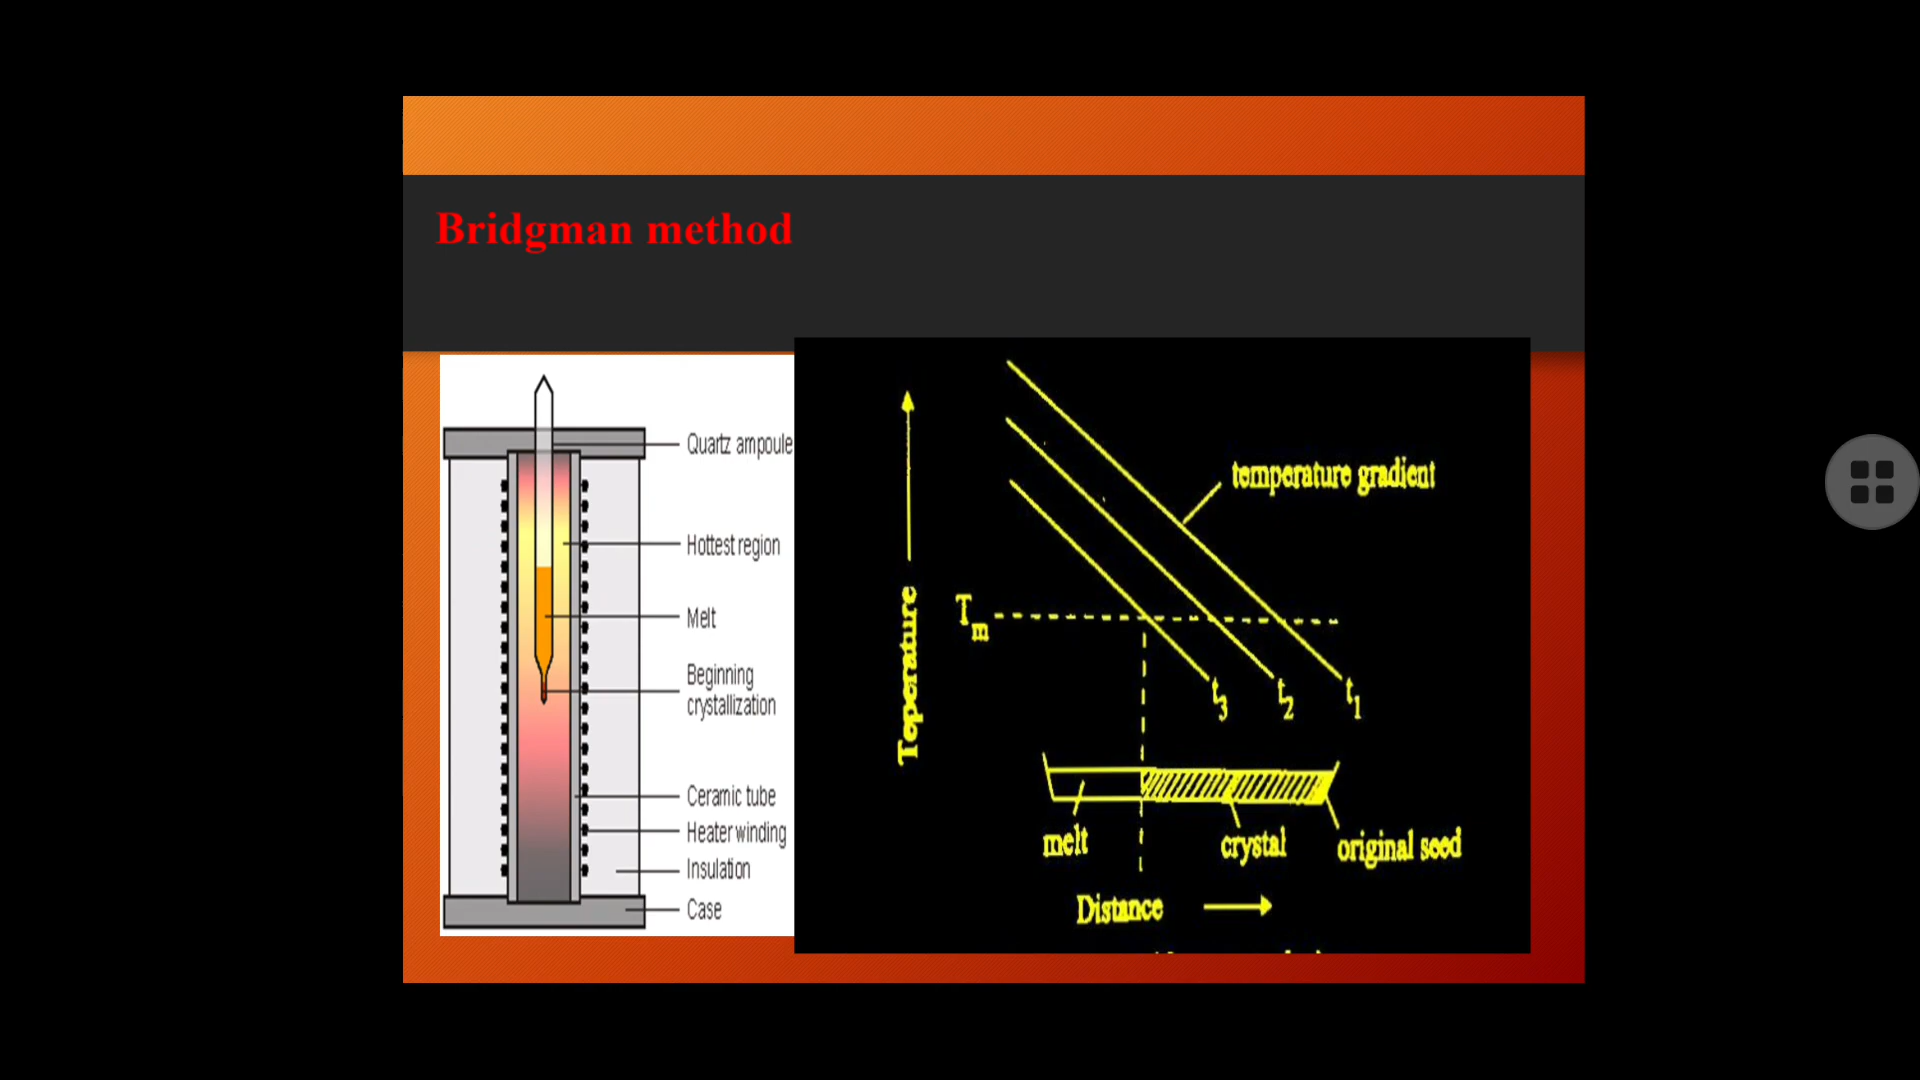 Bridgman method
Quartz ampoule
Hottest region
Melt
Beginning
crystallization
Ceramic tube
Heater winding
Insulation
Case
temperature gradient
Teperature
Tm
t3
t2
t1
melt
crystal
original seed
Distance